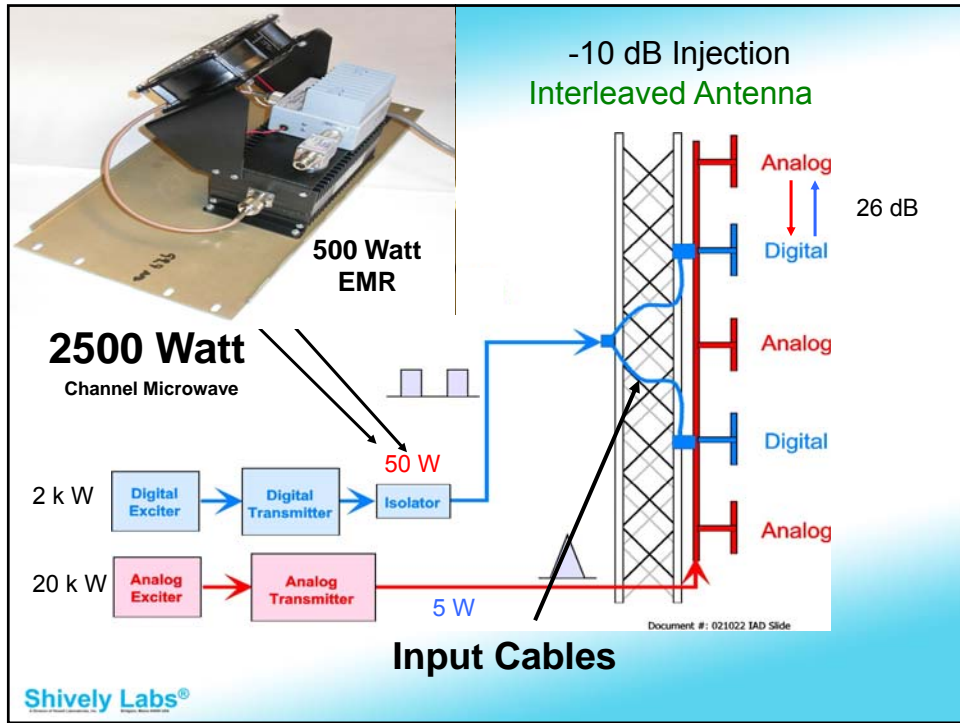 -10 dB Injection
Interleaved Antenna
500 Watt
EMR
2500 Watt
Channel Microwave
Analog
26 dB
Digital
Analog
Digital
Analog
50 W
2 k W
Digital
Exciter
Digital
Transmitter
Isolator
20 k W
Analog
Exciter
Analog
Transmitter
5 W
Document #: 021022 IAD Slide
Input Cables
Shively Labs®